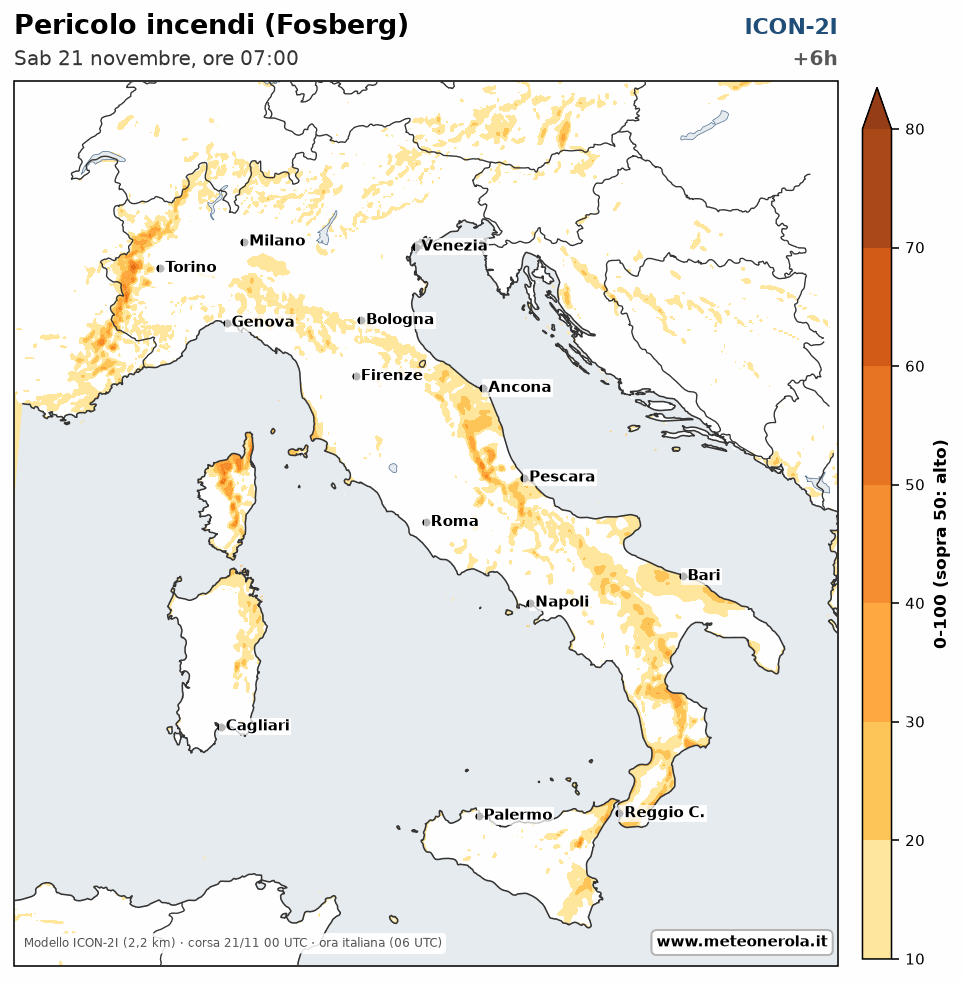 Pericolo incendi (Fosberg)
ICON-2I
Sab 21 novembre, ore 07:00
+6h
Milano
Venezia
Torino
Genova
Bologna
Firenze
Ancona
Pescara
Roma
Bari
Napoli
Cagliari
Palermo
Reggio C.
80
70
60
50
40
30
20
10
0-100 (sopra 50: alto)
Modello ICON-2I (2,2 km) · corsa 21/11 00 UTC · ora italiana (06 UTC)
www.meteonerola.it